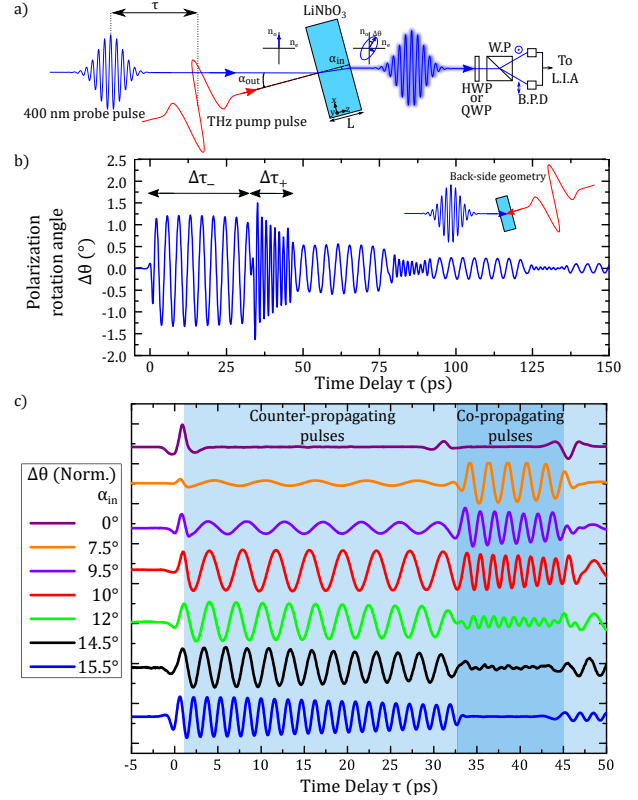 a)
τ
LiNbO3
400 nm probe pulse
αout
THz pump pulse
ne
no
αin
no Δθ
ne
X
Y
Z
L
W.P
HWP
or
QWP
B.P.D
To
L.I.A
b)
Polarization
rotation angle
Δθ (°)
2.5
2.0
1.5
1.0
0.5
0.0
-0.5
-1.0
-1.5
-2.0
Δτ−
Δτ+
Back-side geometry
-5 0
25
50
75
100
125
150
Time Delay τ (ps)
c)
Counter-propagating
pulses
Co-propagating
pulses
Δθ (Norm.)
αin
0°
7.5°
9.5°
10°
12°
14.5°
15.5°
-5 0 5 10 15 20 25 30 35 40 45 50
Time Delay τ (ps)